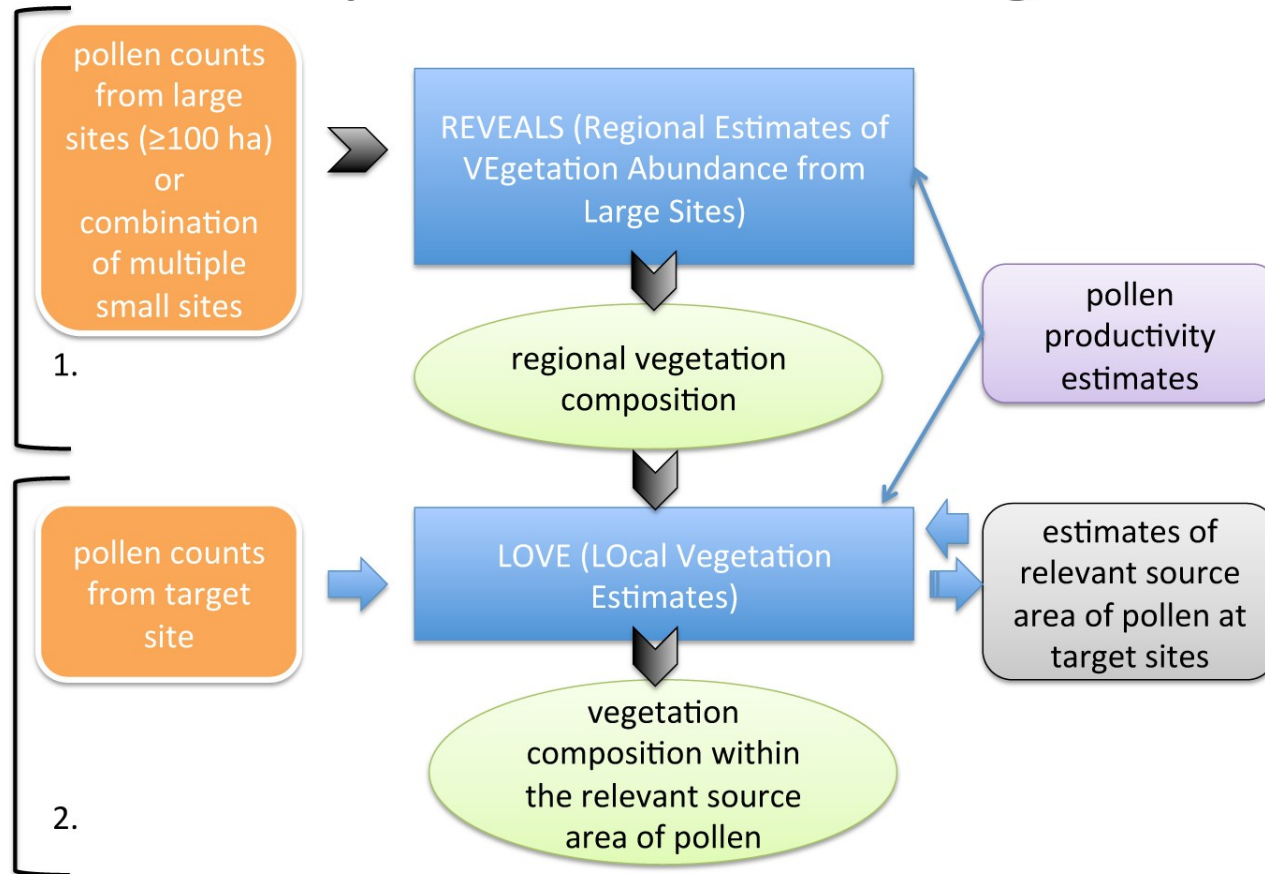 pollen counts
from large
sites (≥100 ha)
or
combination
of multiple
small sites
1.
REVEALS (Regional Estimates of
VEgetation Abundance from
Large Sites)
regional vegetation
composition
pollen
productivity
estimates
pollen counts
from target
site
2.
LOVE (LOcal Vegetation
Estimates)
estimates of
relevant source
area of pollen at
target sites
vegetation
composition within
the relevant source
area of pollen